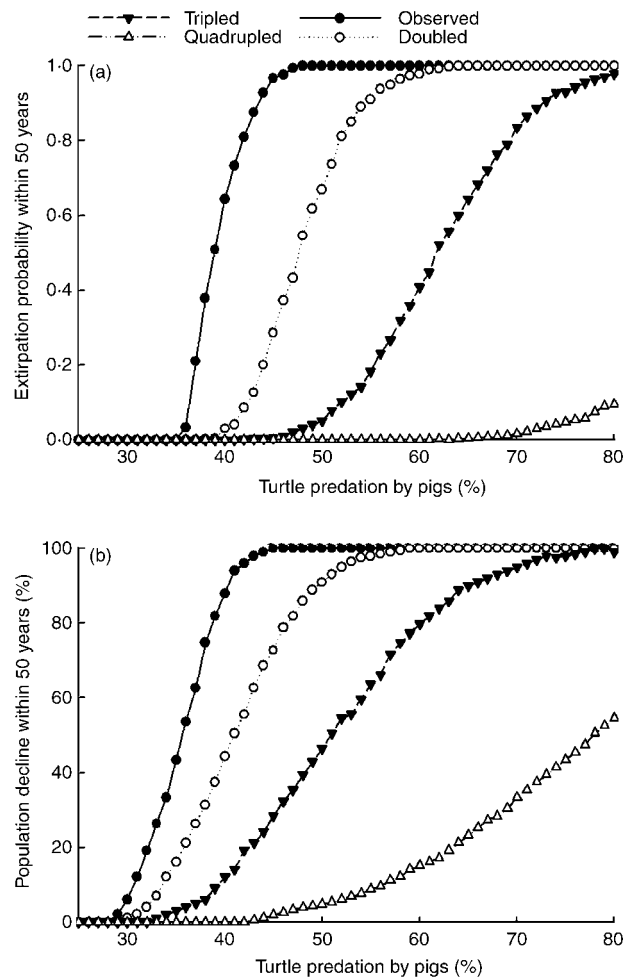 Tripled Observed
Quadrupled Doubled
(a)
Extirpation probability within 50 years
1·0
0·8
0·6
0·4
0·2
0·0
30 40 50 60 70 80
Turtle predation by pigs (%)
(b)
Population decline within 50 years (%)
100
80
60
40
20
0
30 40 50 60 70 80
Turtle predation by pigs (%)